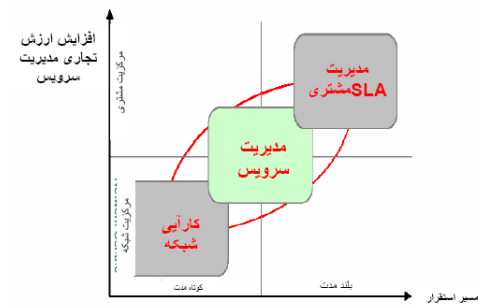 افزایش ارزش
تجاری مدیریت
سرویس
مرکزیت مشتری
مدیریت
SLAمشتری
مدیریت
سرویس
مرکزیت شبکه
کارآیی
شبکه
کوتاه مدت
بلند مدت
مسیر استقرار